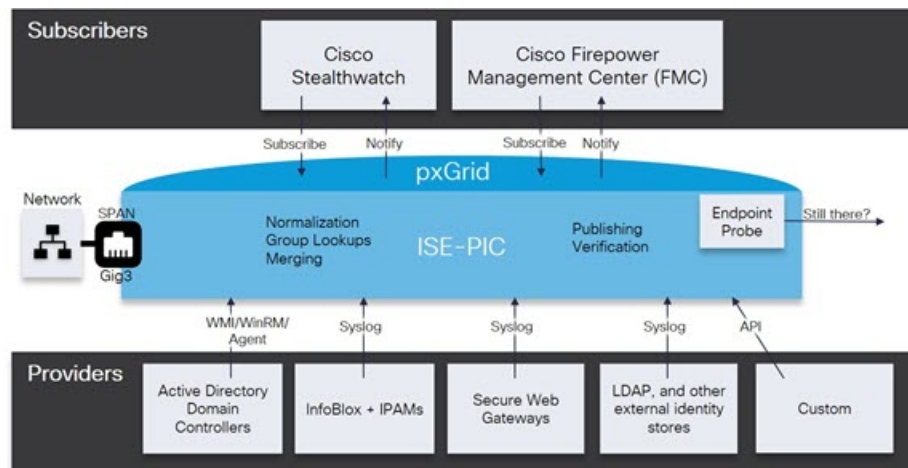 Subscribers
Cisco
Stealthwatch
Cisco Firepower
Management Center (FMC)
Subscribe
Notify
Subscribe
Notify
pxGrid
Network
SPAN
Gig3
Normalization
Group Lookups
Merging
ISE-PIC
Publishing
Verification
Endpoint
Probe
Still there?
WMI/WinRM/
Agent
Syslog
Syslog
Syslog
API
Providers
Active Directory
Domain
Controllers
InfoBlox + IPAMs
Secure Web
Gateways
LDAP, and other
external identity
stores
Custom